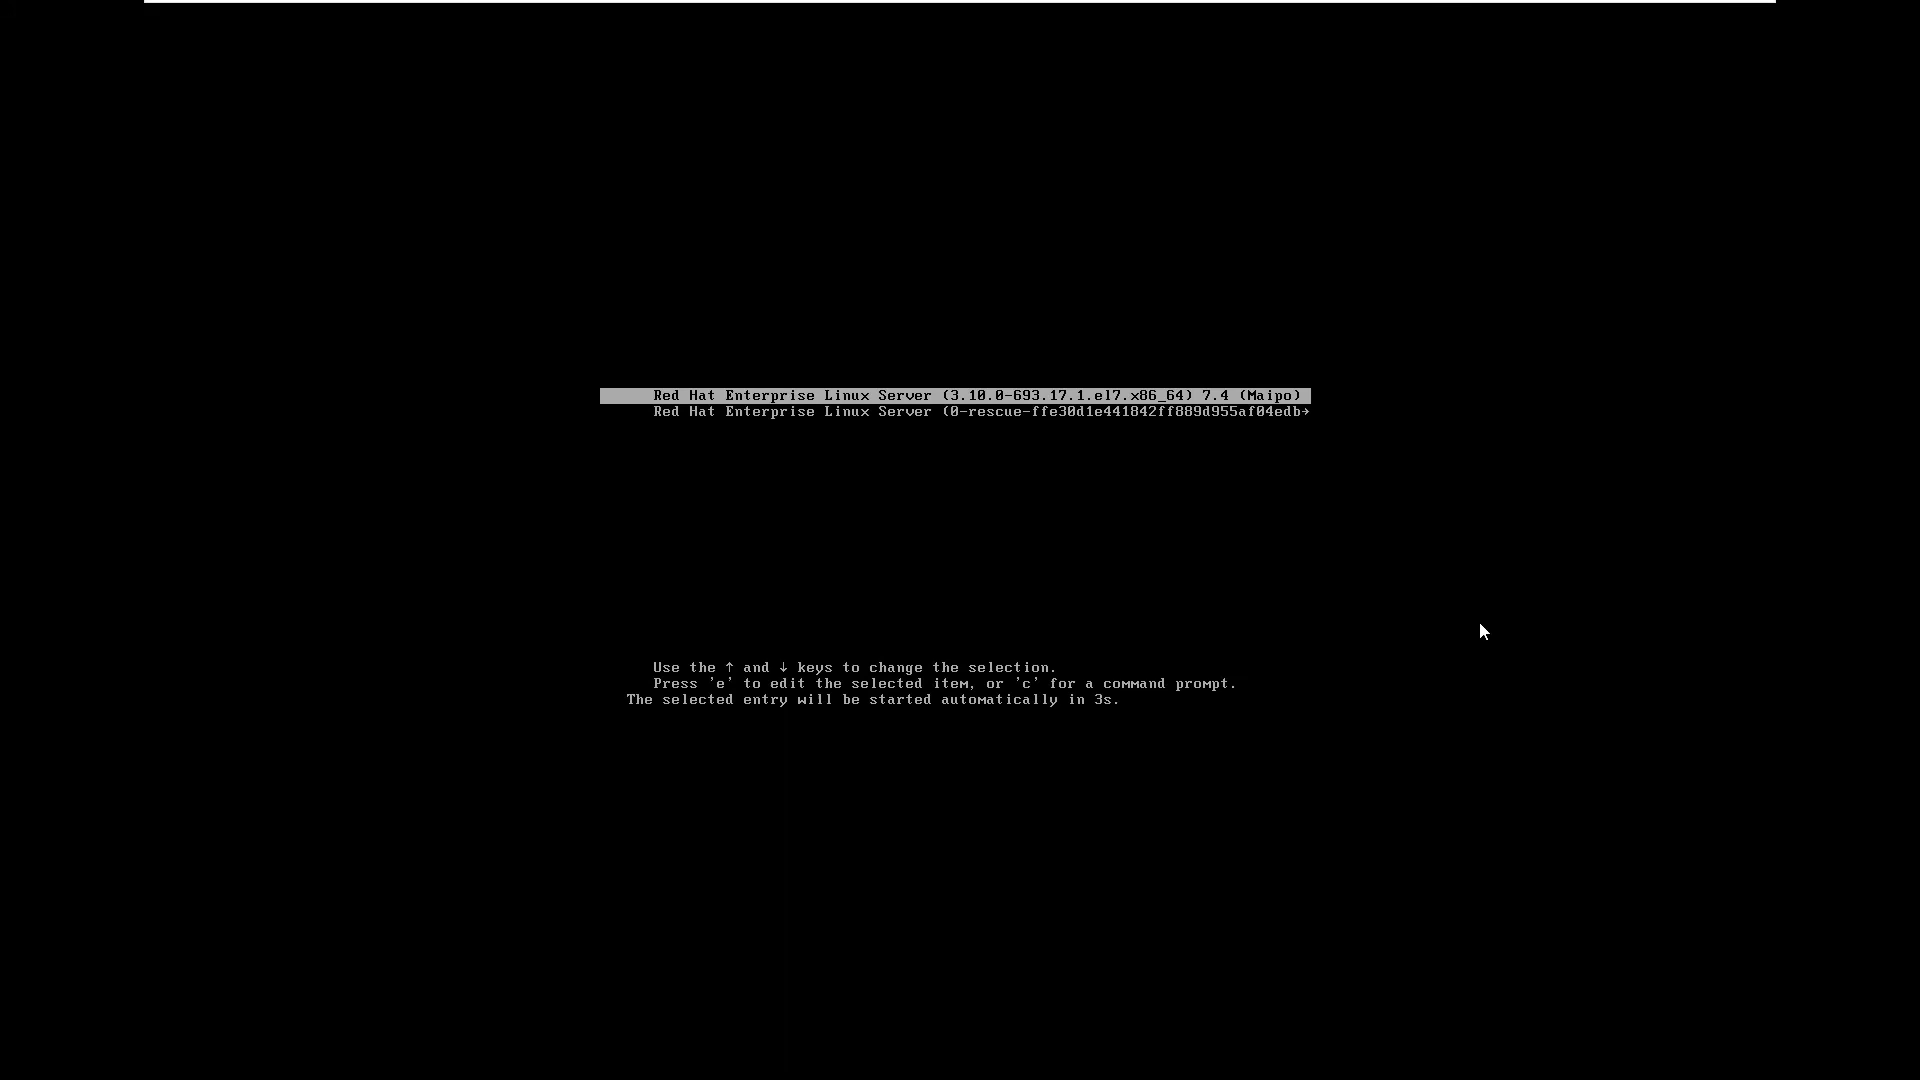 Red Hat Enterprise Linux Server (3.10.0-693.17.1.el7.x86_64) 7.4 (Maipo)
Red Hat Enterprise Linux Server (0-rescue-ffe30d1e441842ff889d955af04edb→
Use the ↑ and ↓ keys to change the selection.
Press 'e' to edit the selected item, or 'c' for a command prompt.
The selected entry will be started automatically in 3s.